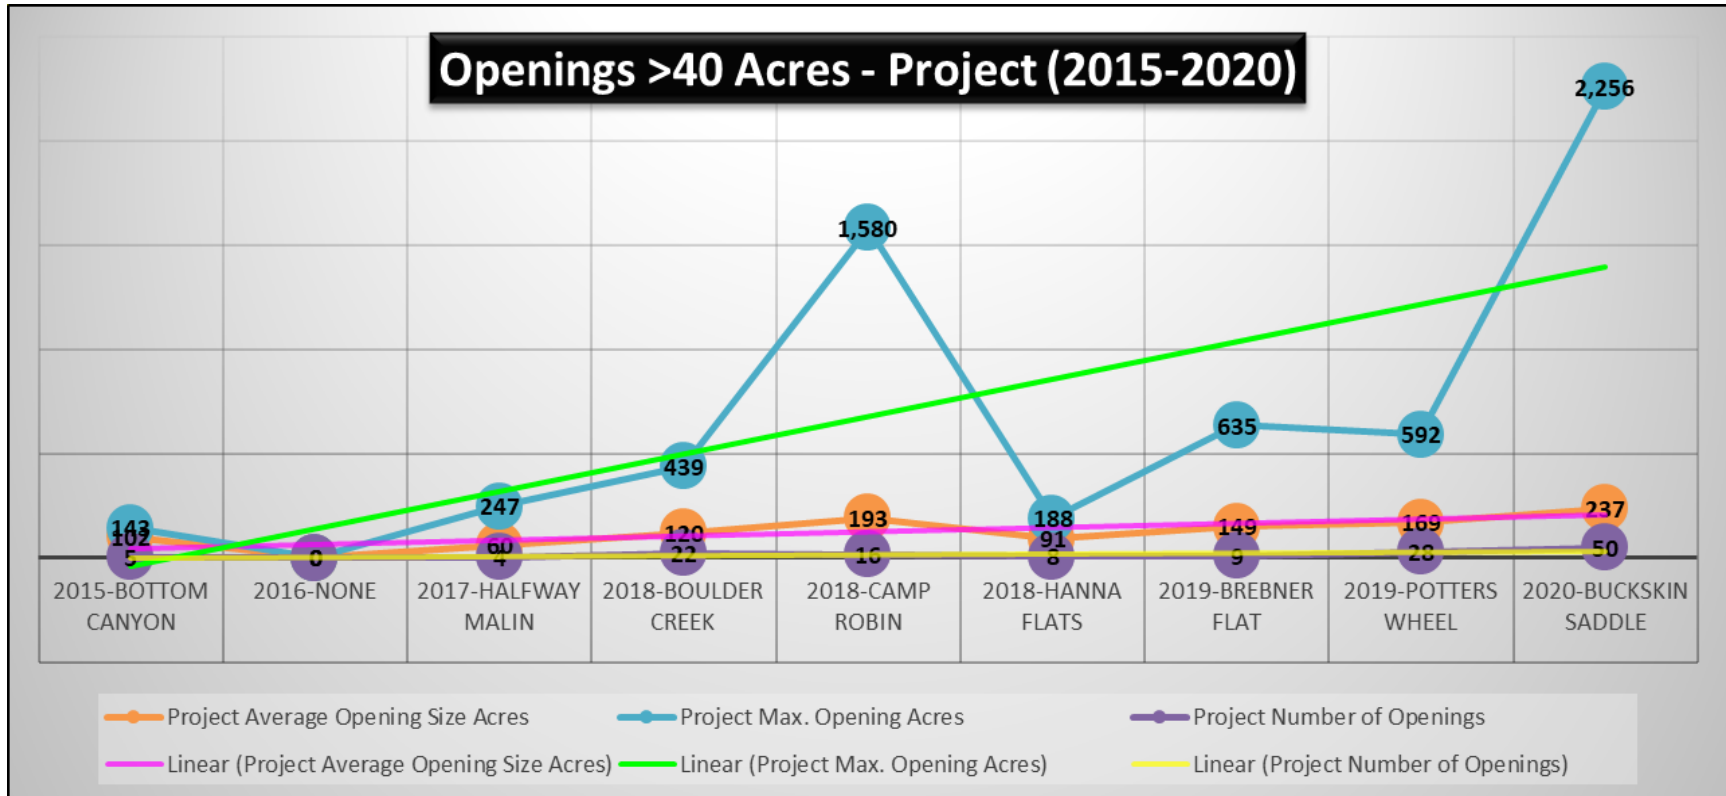 Openings >40 Acres - Project (2015-2020)
2,256
1,580
635
592
439
247
237
193
188
169
149
143
120
102
91
60
50
28
22
16
9
8
5
4
0
2015-BOTTOM
CANYON
2016-NONE
2017-HALFWAY
MALIN
2018-BOULDER
CREEK
2018-CAMP
ROBIN
2018-HANNA
FLATS
2019-BREBNER
FLAT
2019-POTTERS
WHEEL
2020-BUCKSKIN
SADDLE
Project Average Opening Size Acres
Project Max. Opening Acres
Project Number of Openings
Linear (Project Average Opening Size Acres)
Linear (Project Max. Opening Acres)
Linear (Project Number of Openings)